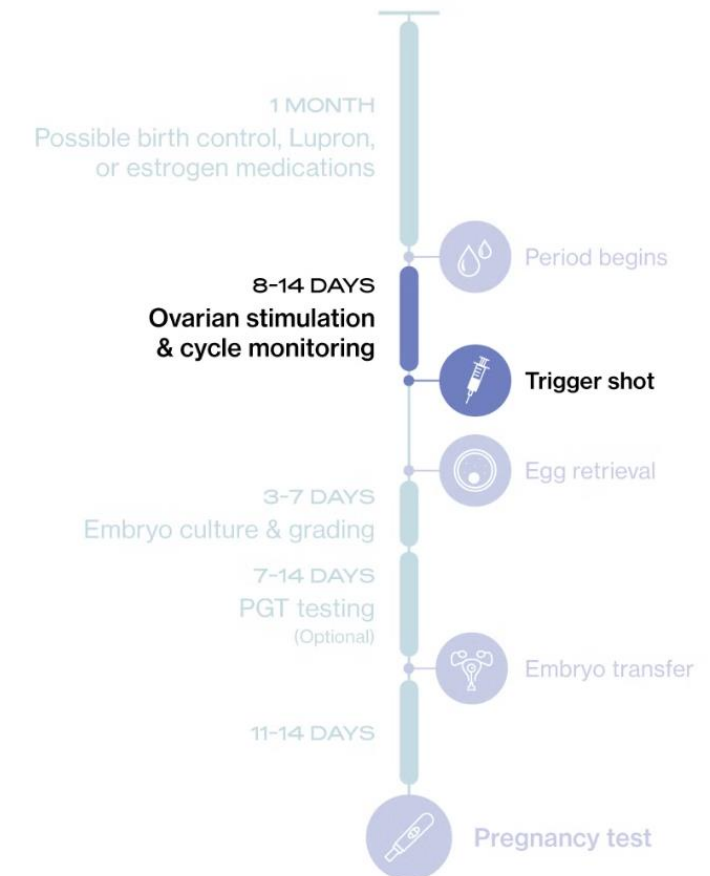 1 MONTH
Possible birth control, Lupron,
or estrogen medications
Period begins
8-14 DAYS
Ovarian stimulation
& cycle monitoring
Trigger shot
Egg retrieval
3-7 DAYS
Embryo culture & grading
7-14 DAYS
PGT testing
(Optional)
Embryo transfer
11-14 DAYS
Pregnancy test